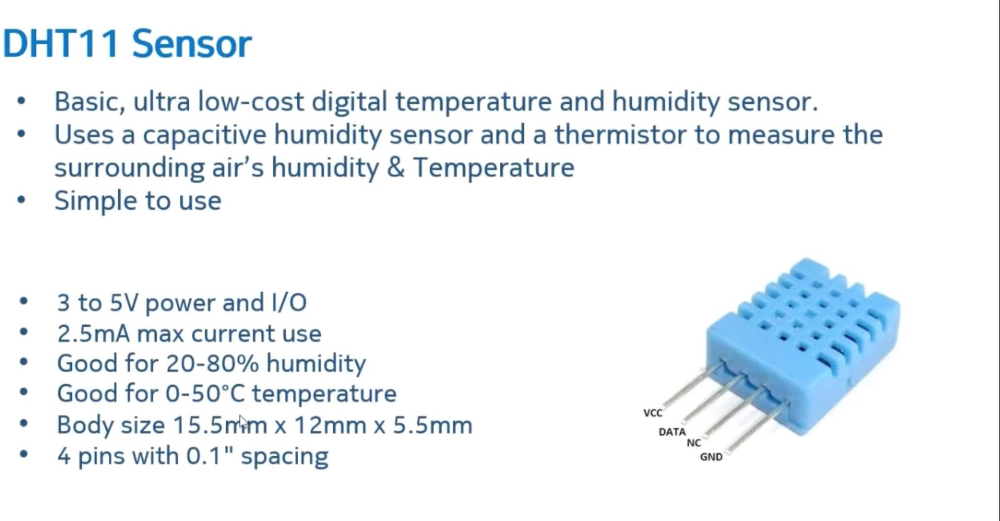 DHT11 Sensor
• Basic, ultra low-cost digital temperature and humidity sensor.
• Uses a capacitive humidity sensor and a thermistor to measure the
surrounding air’s humidity & Temperature
• Simple to use
• 3 to 5V power and I/O
• 2.5mA max current use
• Good for 20-80% humidity
• Good for 0-50°C temperature
• Body size 15.5mm x 12mm x 5.5mm
• 4 pins with 0.1" spacing
VCC
DATA
NC
GND